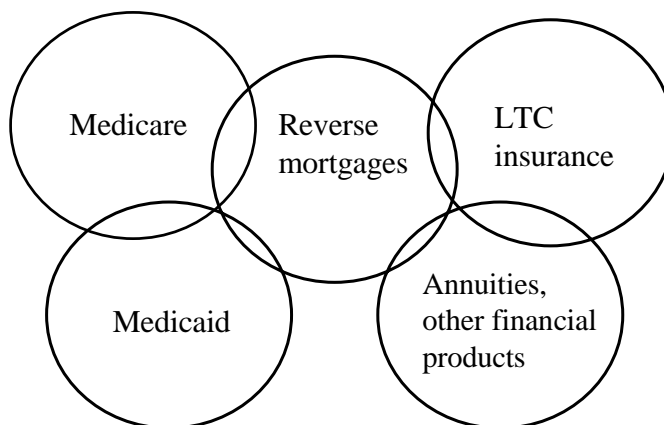 Medicare
Reverse
mortgages
LTC
insurance
Medicaid
Annuities,
other financial
products